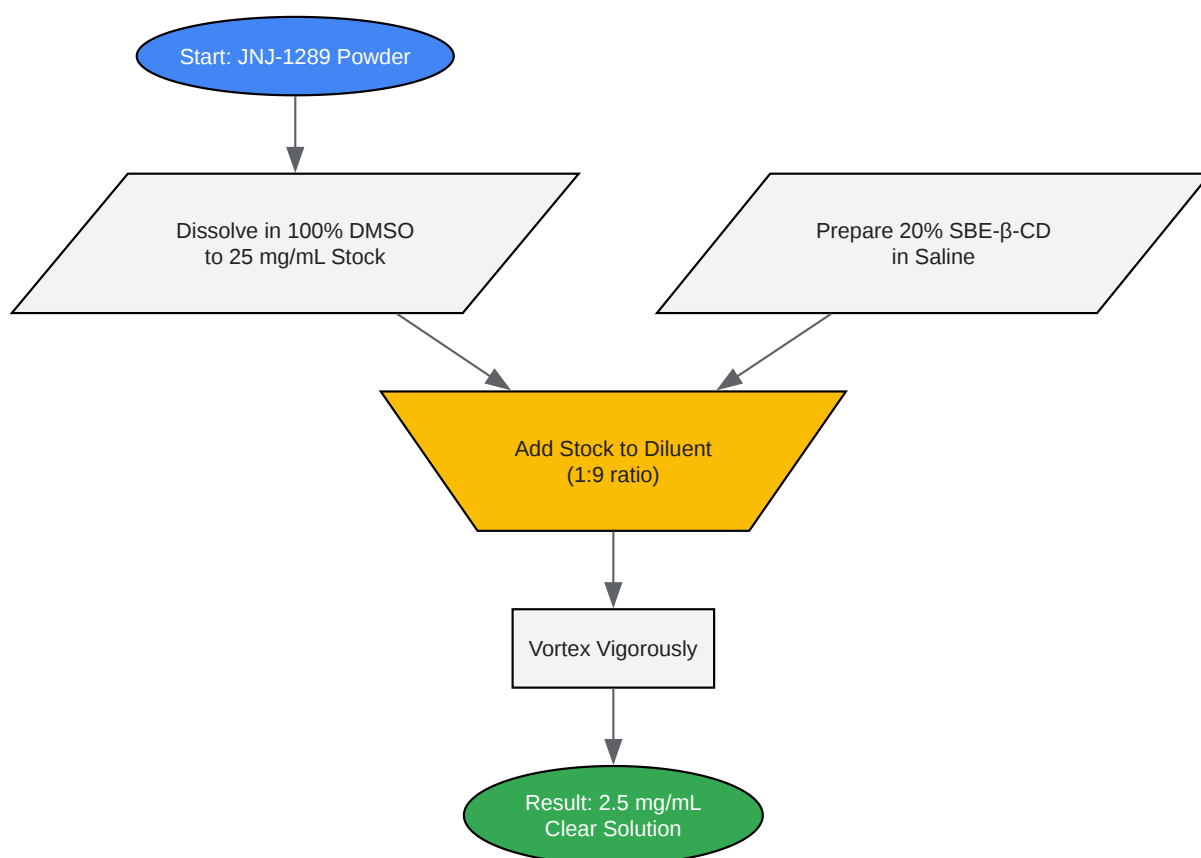 Start: JNJ-1289 Powder
Dissolve in 100% DMSO
to 25 mg/mL Stock
Prepare 20% SBE-β-CD
in Saline
Add Stock to Diluent
(1:9 ratio)
Vortex Vigorously
Result: 2.5 mg/mL
Clear Solution